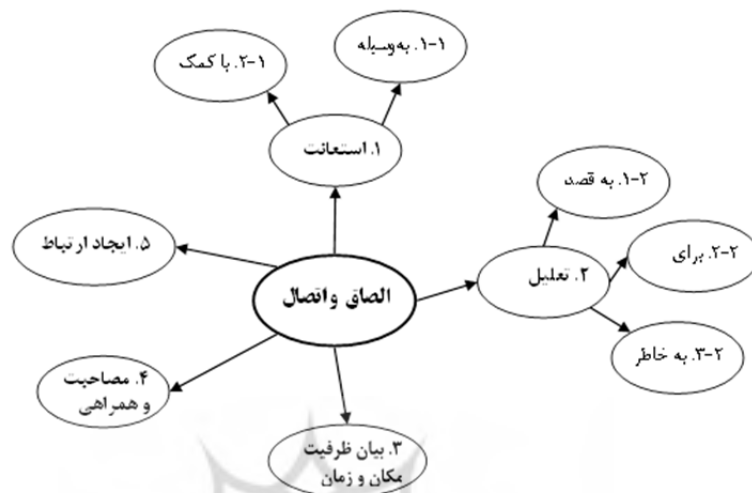 الصاق و اتصال
۱. استعانت
۱-۱. به‌وسیله
۲-۱. با کمک
۲. تعلیل
۱-۲. به قصد
۲-۲. برای
۳-۲. به خاطر
۳. بیان ظرفیت
مکان و زمان
۴. مصاحبت
و همراهی
۵. ایجاد ارتباط